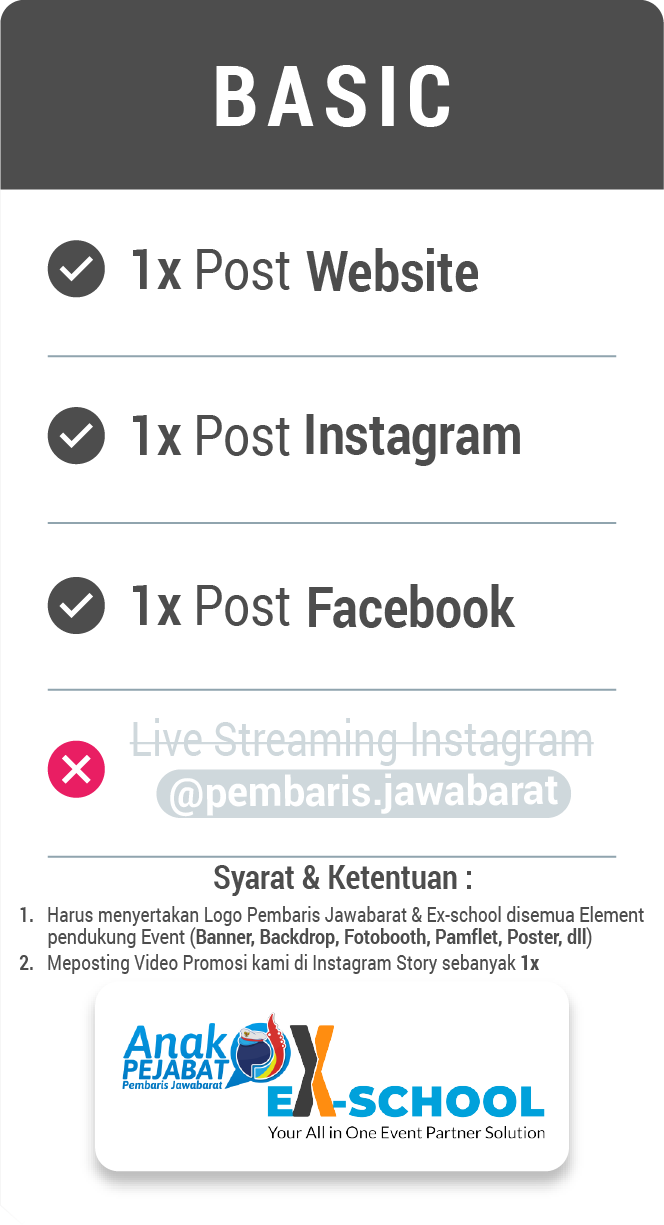 BASIC
1x Post Website
1x Post Instagram
1x Post Facebook
Live Streaming Instagram
@pembaris.jawabarat
Syarat & Ketentuan :
1. Harus menyertakan Logo Pembaris Jawabarat & Ex-school disemua Element
pendukung Event (Banner, Backdrop, Fotobooth, Pamflet, Poster, dll)
2. Meposting Video Promosi kami di Instagram Story sebanyak 1x
Anak
PEJABAT
Pembaris Jawabarat
EX-SCHOOL
Your All in One Event Partner Solution